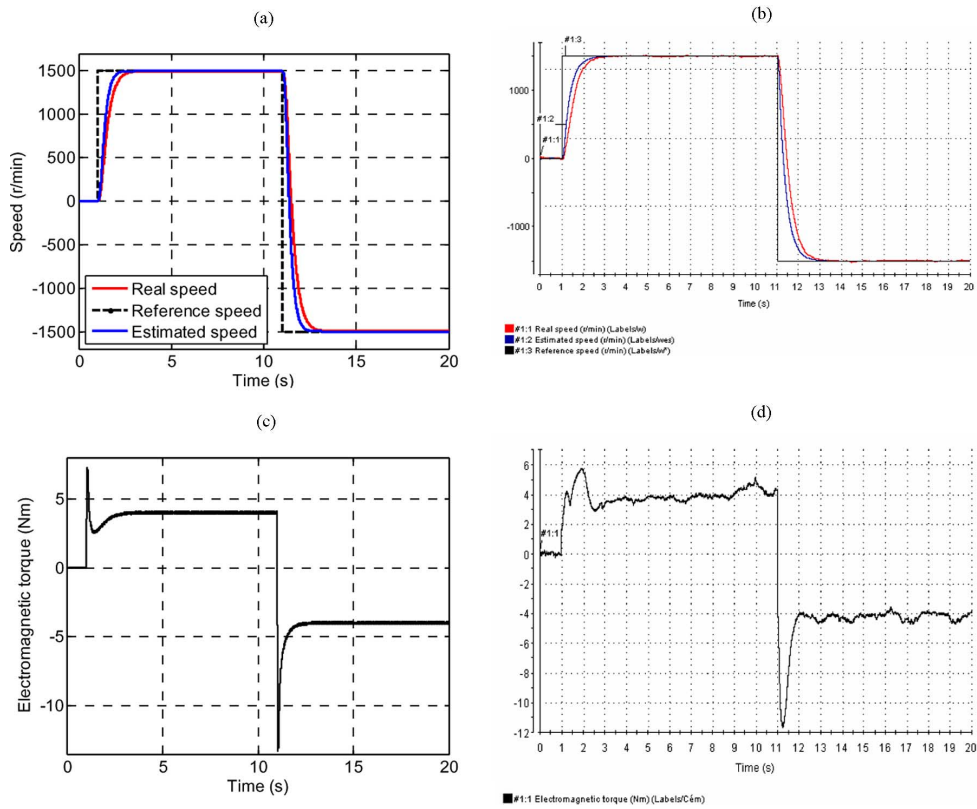 (a)
1500
1000
500
0
-500
-1000
-1500
Speed (r/min)
Real speed
Reference speed
Estimated speed
0 5 10 15 20
Time (s)
(b)
#1:3
#1:2
#1:1
1000
0
-1000
0 1 2 3 4 5 6 7 8 9 10 11 12 13 14 15 16 17 18 19 20
Time (s)
#1:1 Real speed (r/min) (Labels/w)
#1:2 Estimated speed (r/min) (Labels/wes)
#1:3 Reference speed (r/min) (Labels/w*)
(c)
5
0
-5
-10
Electromagnetic torque (Nm)
0 5 10 15 20
Time (s)
(d)
6
4
2
0
-2
-4
-6
-8
-10
-12
#1:1
0 1 2 3 4 5 6 7 8 9 10 11 12 13 14 15 16 17 18 19 20
Time (s)
#1:1 Electromagnetic torque (Nm) (Labels/Cém)